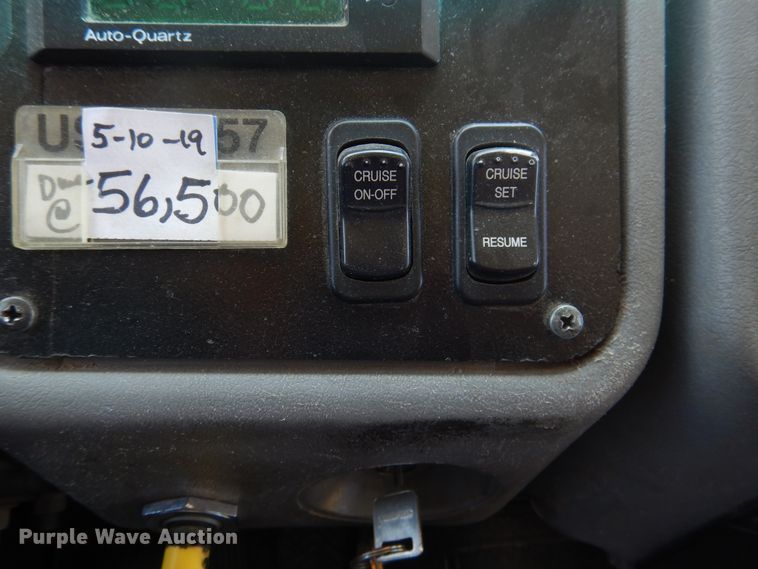 Auto-Quartz
US 57
5-10-19
56,500
CRUISE
ON-OFF
CRUISE
SET
RESUME
Purple Wave Auction